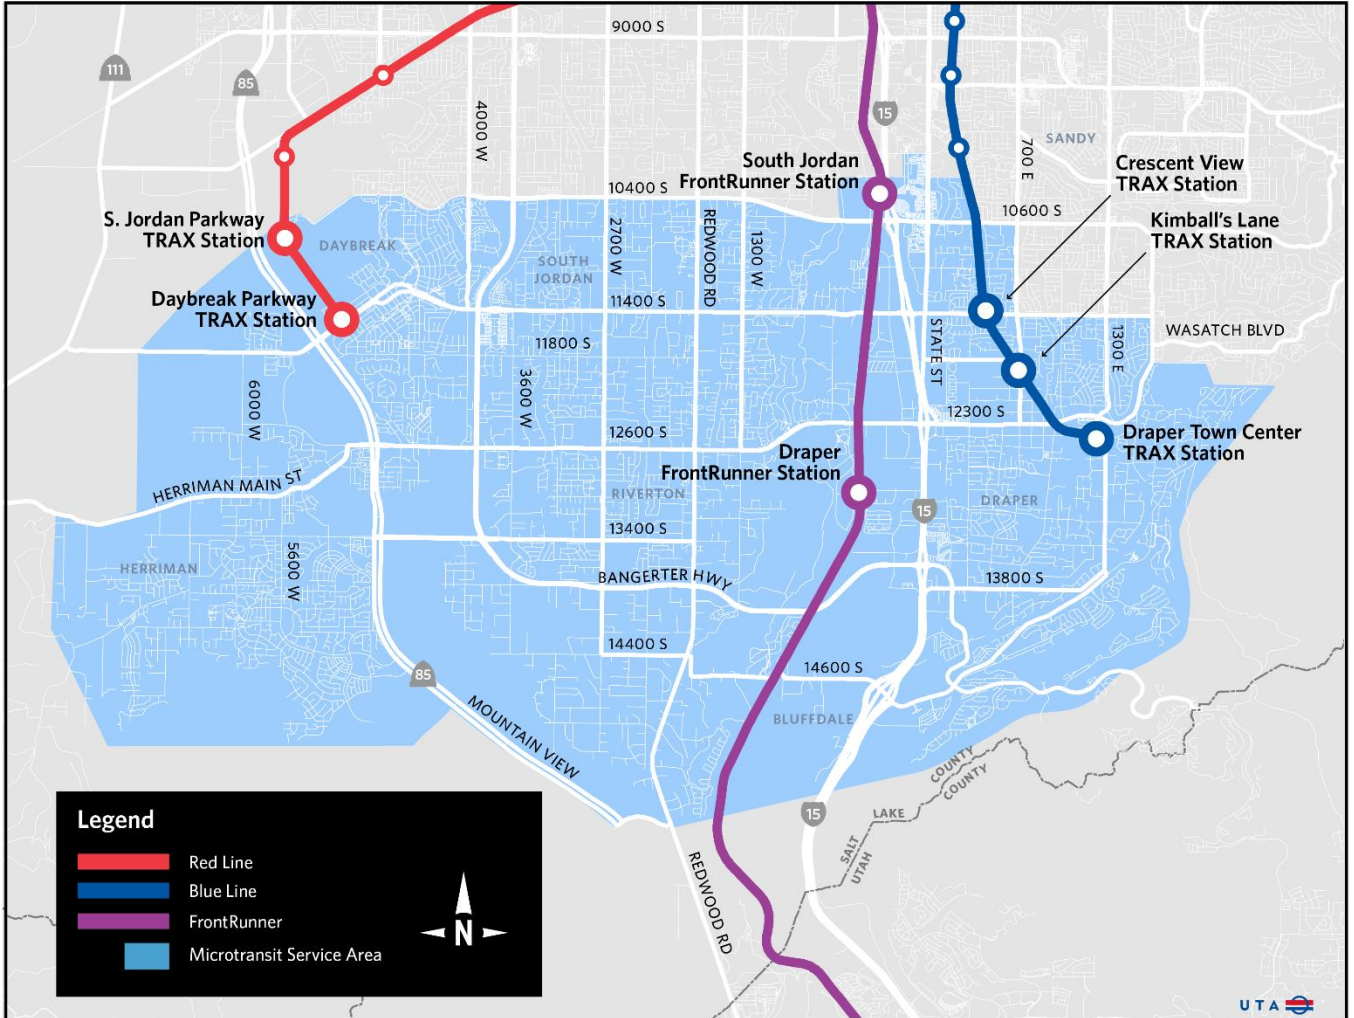 9000 S
111
85
15
4000 W
700 E
SANDY
South Jordan
FrontRunner Station
Crescent View
TRAX Station
10400 S
10600 S
S. Jordan Parkway
TRAX Station
DAYBREAK
2700 W
REDWOOD RD
1300 W
Kimball's Lane
TRAX Station
SOUTH
JORDAN
Daybreak Parkway
TRAX Station
11400 S
11800 S
STATE ST
1300 E
WASATCH BLVD
6000 W
3600 W
12300 S
12600 S
Draper
FrontRunner Station
Draper Town Center
TRAX Station
HERRIMAN MAIN ST
RIVERTON
DRAPER
15
13400 S
HERRIMAN
5600 W
BANGERTER HWY
13800 S
14400 S
14600 S
85
MOUNTAIN VIEW
BLUFFDALE
COUNTY
COUNTY
15
LAKE
SALT
UTAH
REDWOOD RD
Legend
Red Line
Blue Line
FrontRunner
Microtransit Service Area
N
UTA